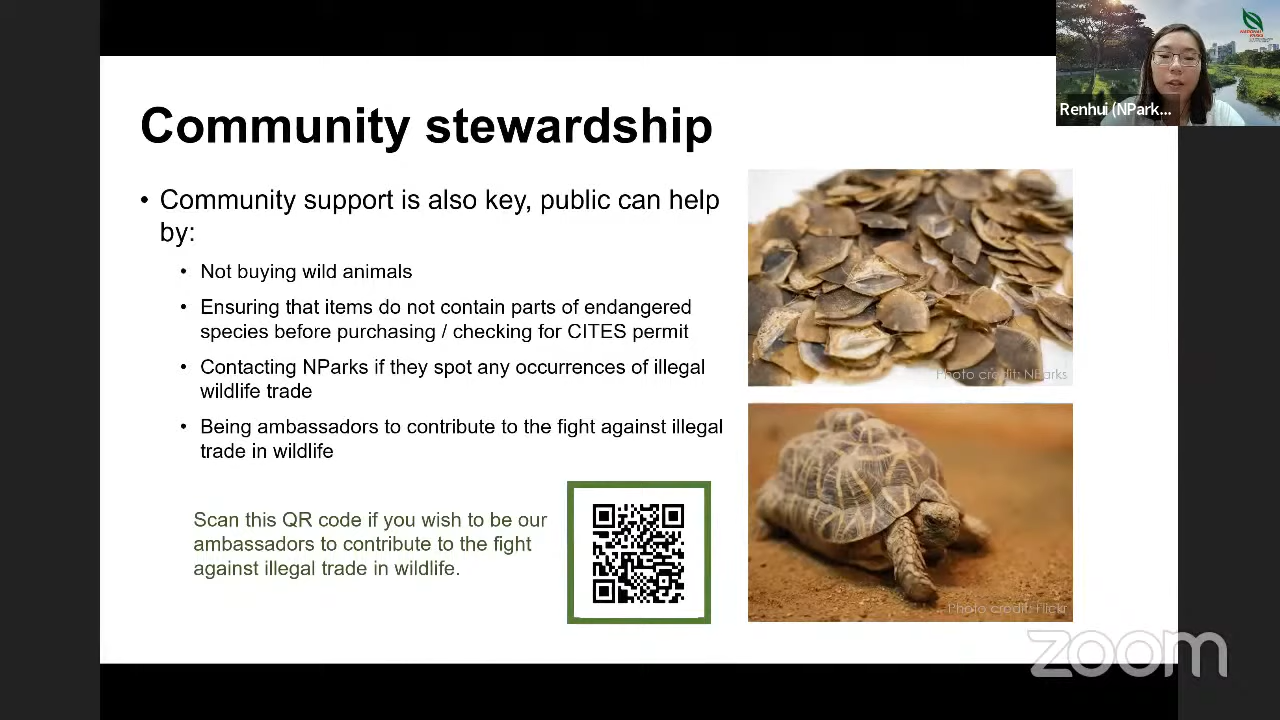 NATIONAL
PARKS
Renhui (NPark...
Community stewardship
• Community support is also key, public can help
by:
• Not buying wild animals
• Ensuring that items do not contain parts of endangered
species before purchasing / checking for CITES permit
• Contacting NParks if they spot any occurrences of illegal
wildlife trade
• Being ambassadors to contribute to the fight against illegal
trade in wildlife
Scan this QR code if you wish to be our
ambassadors to contribute to the fight
against illegal trade in wildlife.
Photo credit: NParks
Photo credit: Flickr
zoom